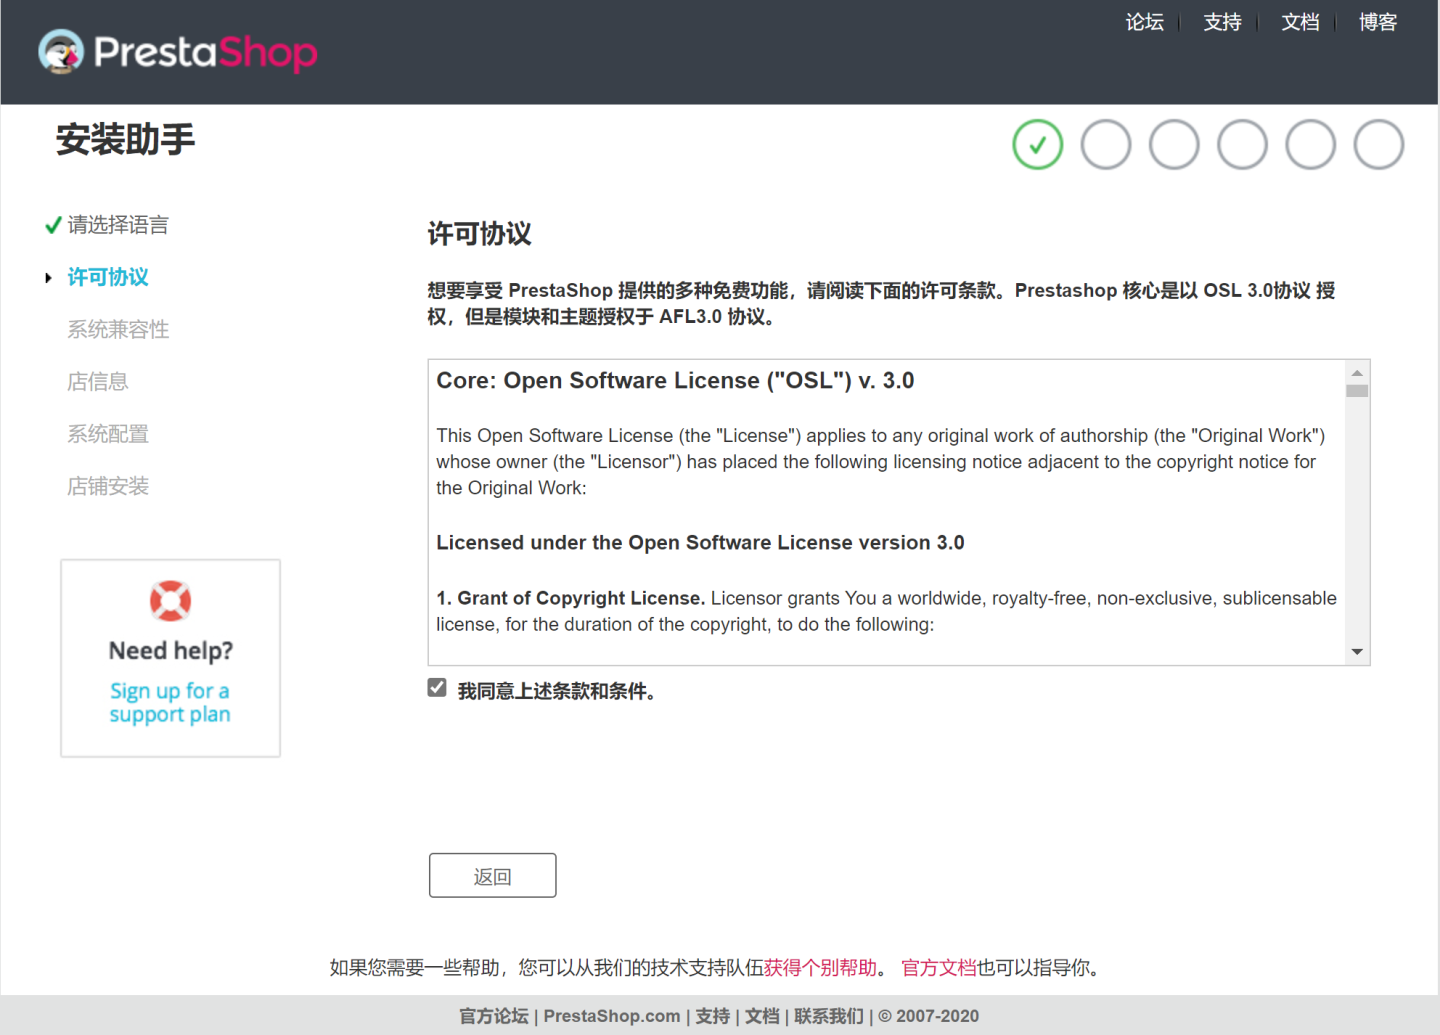 PrestaShop
论坛
支持
文档
博客
安装助手
请选择语言
许可协议
系统兼容性
店信息
系统配置
店铺安装
Need help?
Sign up for a
support plan
许可协议
想要享受 PrestaShop 提供的多种免费功能，请阅读下面的许可条款。Prestashop 核心是以 OSL 3.0协议 授
权，但是模块和主题授权于 AFL3.0 协议。
Core: Open Software License ("OSL") v. 3.0
This Open Software License (the "License") applies to any original work of authorship (the "Original Work")
whose owner (the "Licensor") has placed the following licensing notice adjacent to the copyright notice for
the Original Work:
Licensed under the Open Software License version 3.0
1. Grant of Copyright License. Licensor grants You a worldwide, royalty-free, non-exclusive, sublicensable
license, for the duration of the copyright, to do the following:
我同意上述条款和条件。
返回
如果您需要一些帮助，您可以从我们的技术支持队伍获得个别帮助。 官方文档也可以指导你。
官方论坛 | PrestaShop.com | 支持 | 文档 | 联系我们 | © 2007-2020